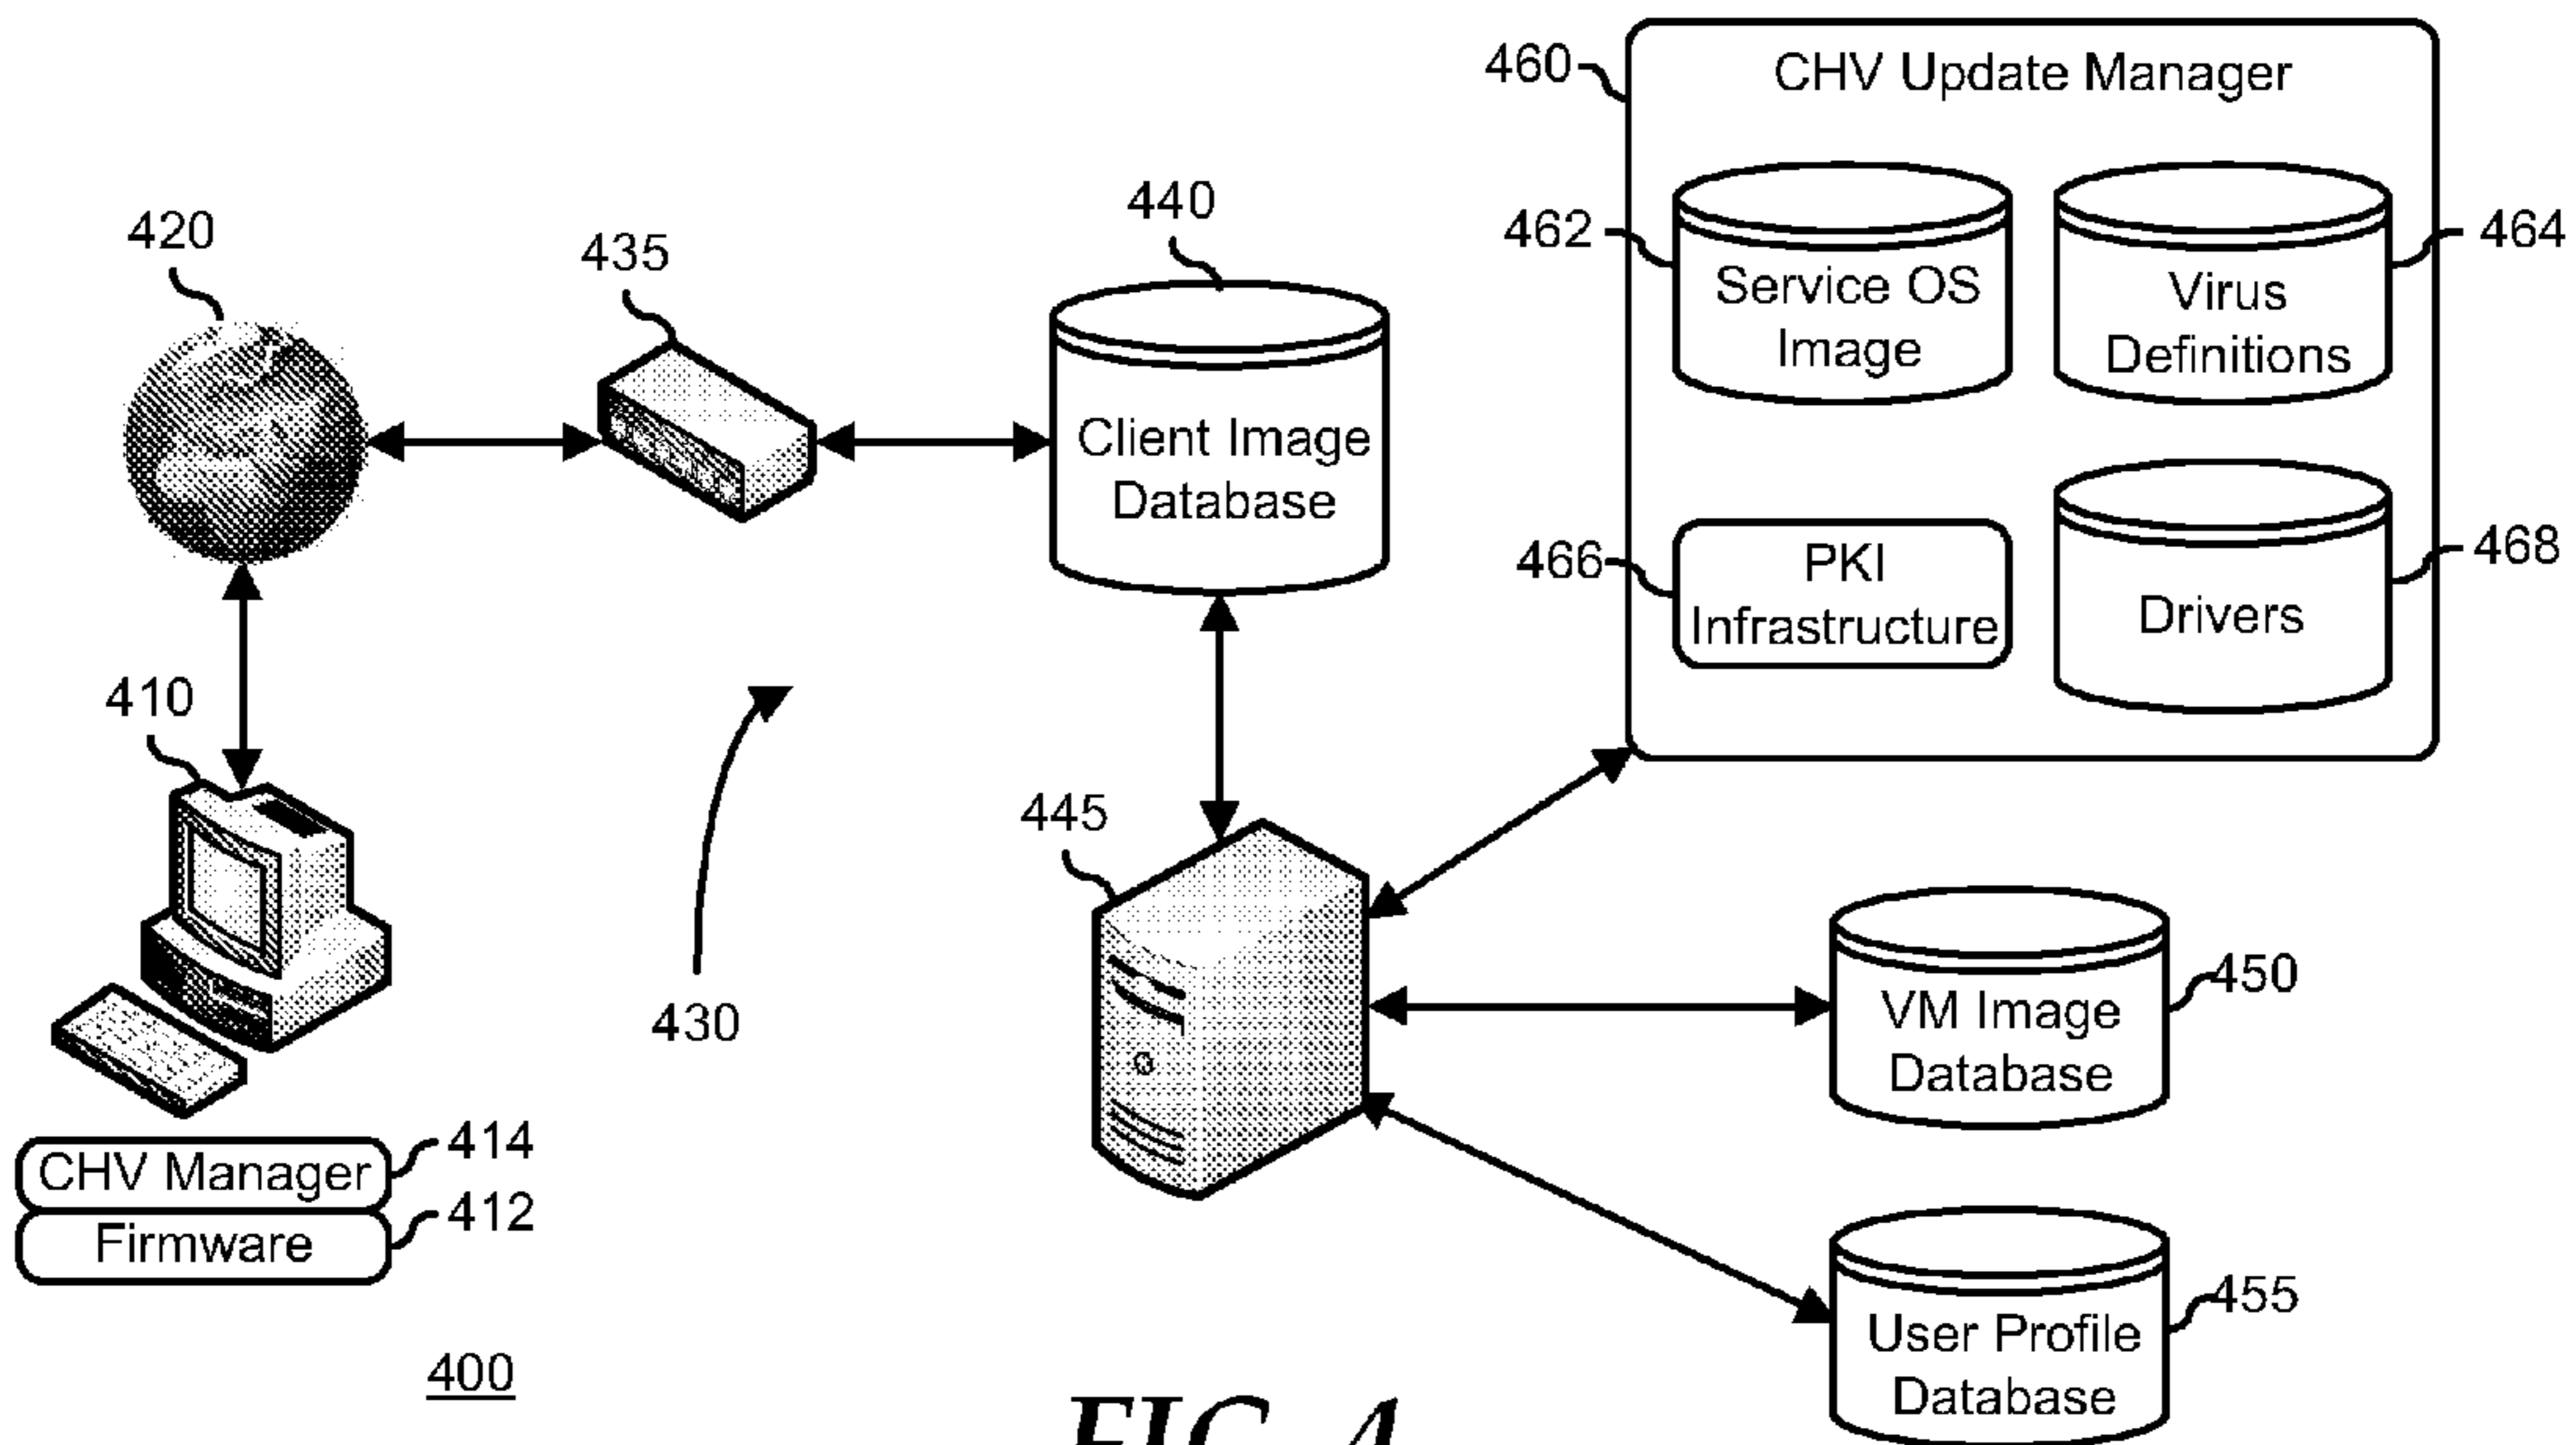 460
CHV Update Manager
462
Service OS
Image
464
Virus
Definitions
466
PKI
Infrastructure
468
Drivers
420
435
440
Client Image
Database
410
430
445
450
VM Image
Database
455
User Profile
Database
CHV Manager
414
Firmware
412
400
FIG. 4